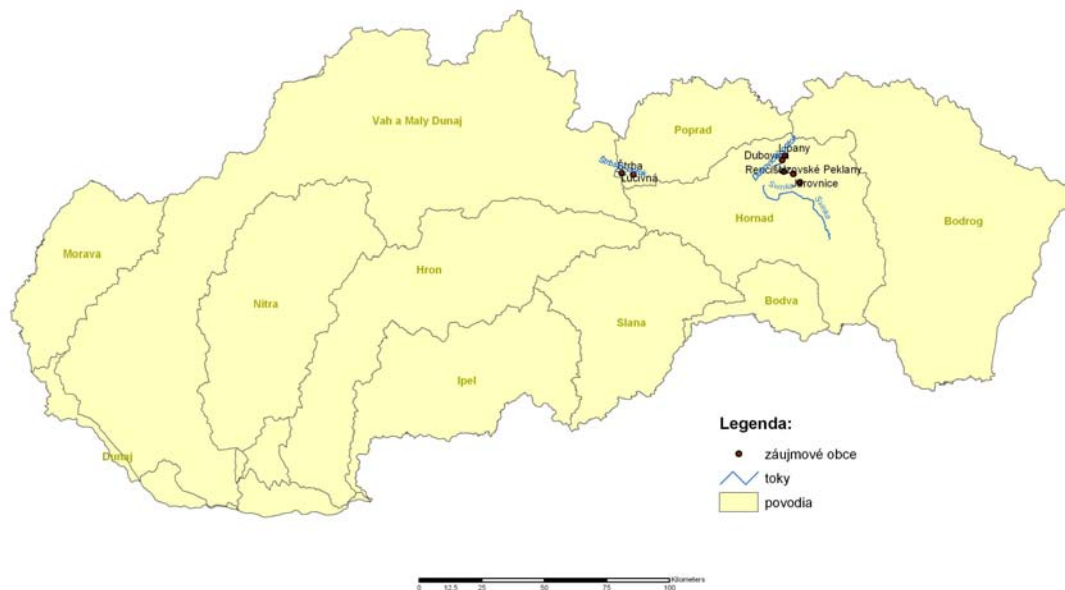 Vah a Maly Dunaj
Poprad
Lipany
Štrba
Lučivná
Hornad
Bodrog
Morava
Hron
Nitra
Bodva
Slana
Ipel
Dunaj
Svinka
Legenda:
záujmové obce
toky
povodia
0 12,5 25 50 75 100 Kilometers